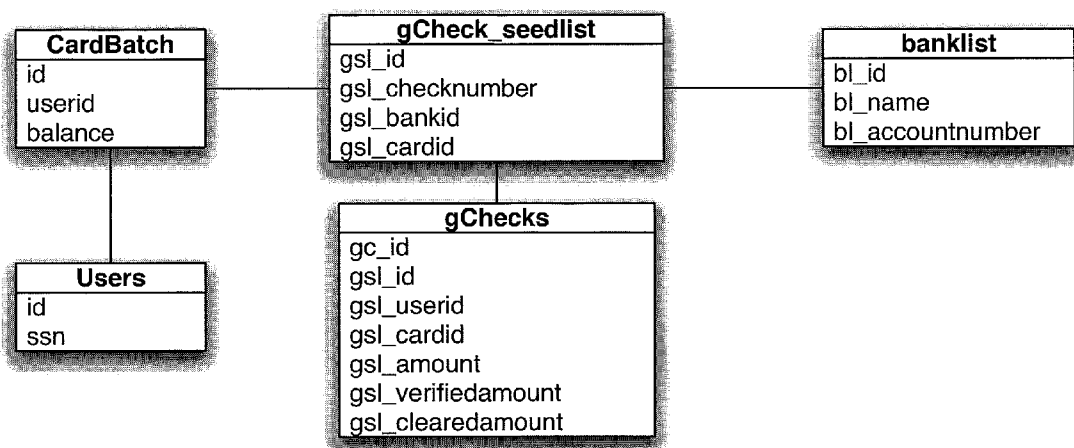 CardBatch
id
userid
balance
gCheck_seedlist
gsl_id
gsl_checknumber
gsl_bankid
gsl_cardid
banklist
bl_id
bl_name
bl_accountnumber
Users
id
ssn
gChecks
gc_id
gsl_id
gsl_userid
gsl_cardid
gsl_amount
gsl_verifiedamount
gsl_clearedamount